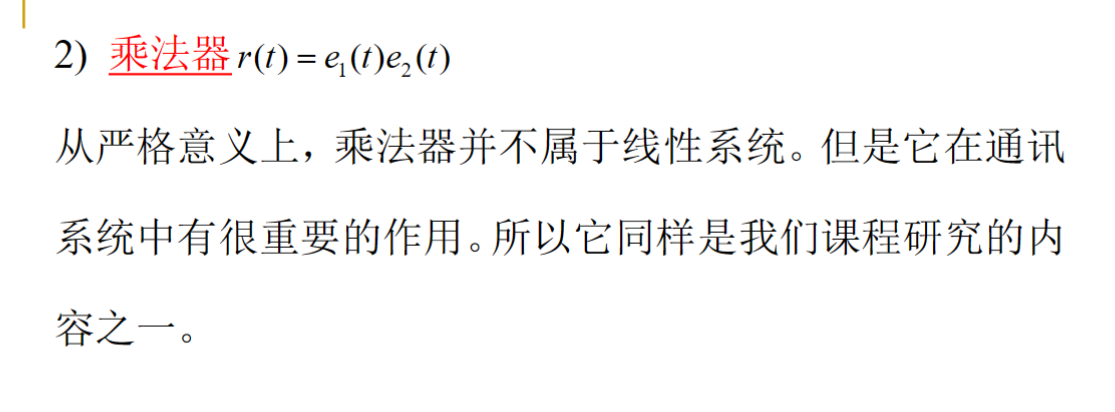 2) 乘法器 r(t) = e₁(t)e₂(t)
从严格意义上，乘法器并不属于线性系统。但是它在通讯
系统中有很重要的作用。所以它同样是我们课程研究的内
容之一。